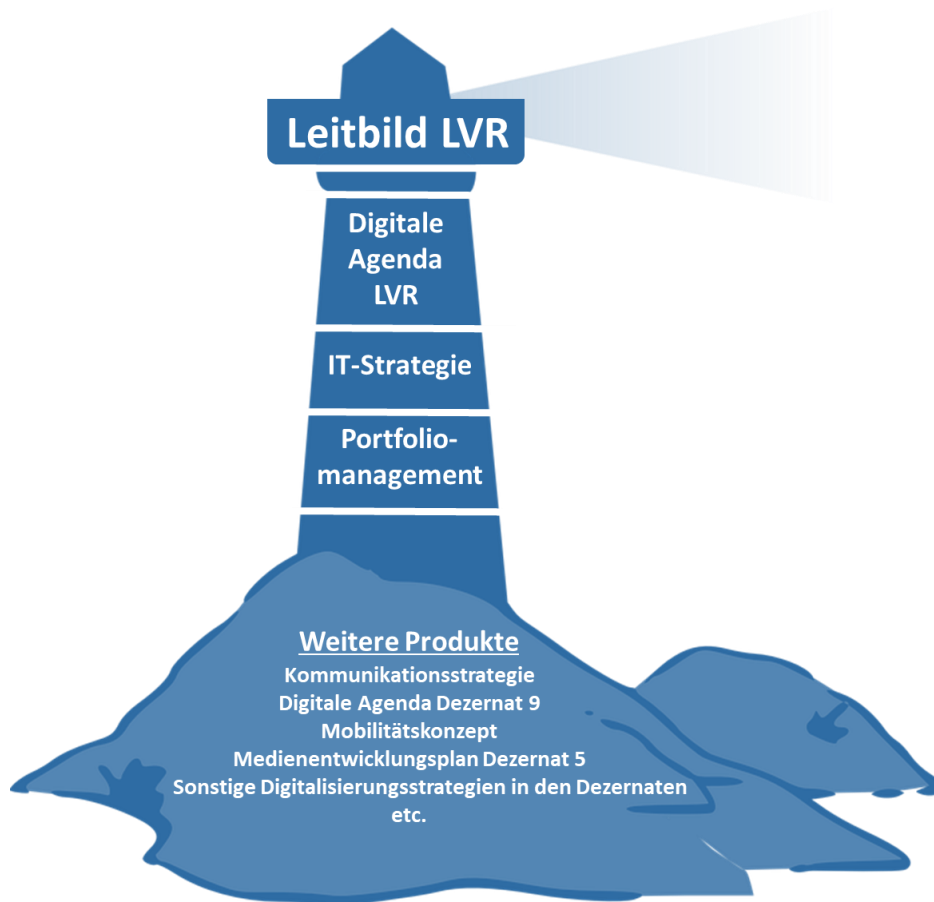 Leitbild LVR
Digitale
Agenda
LVR
IT-Strategie
Portfolio-
management
Weitere Produkte
Kommunikationsstrategie
Digitale Agenda Dezernat 9
Mobilitätskonzept
Medienentwicklungsplan Dezernat 5
Sonstige Digitalisierungsstrategien in den Dezernaten
etc.